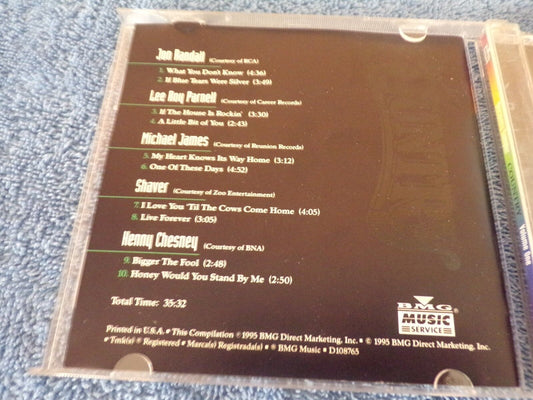 Jon Randall (Courtesy of RCA)
1. What You Don't Know (4:36)
2. If Blue Tears Were Silver (3:49)
Lee Roy Parnell (Courtesy of Career Records)
3. If The House Is Rockin' (3:30)
4. A Little Bit of You (2:43)
Michael James (Courtesy of Reunion Records)
5. My Heart Knows Its Way Home (3:12)
6. One Of These Days (4:52)
Shaver (Courtesy of Zoo Entertainment)
7. I Love You 'Til The Cows Come Home (4:05)
8. Live Forever (3:05)
Kenny Chesney (Courtesy of BNA)
9. Bigger The Fool (2:48)
10. Honey Would You Stand By Me (2:50)
Total Time: 35:32
BMG
MUSIC
SERVICE
Printed in U.S.A. • This Compilation ℗ 1995 BMG Direct Marketing, Inc. • © 1995 BMG Direct Marketing, Inc.
• Tmk(s) ® Registered • Marca(s) Registrada(s) • ® BMG Music • D108765